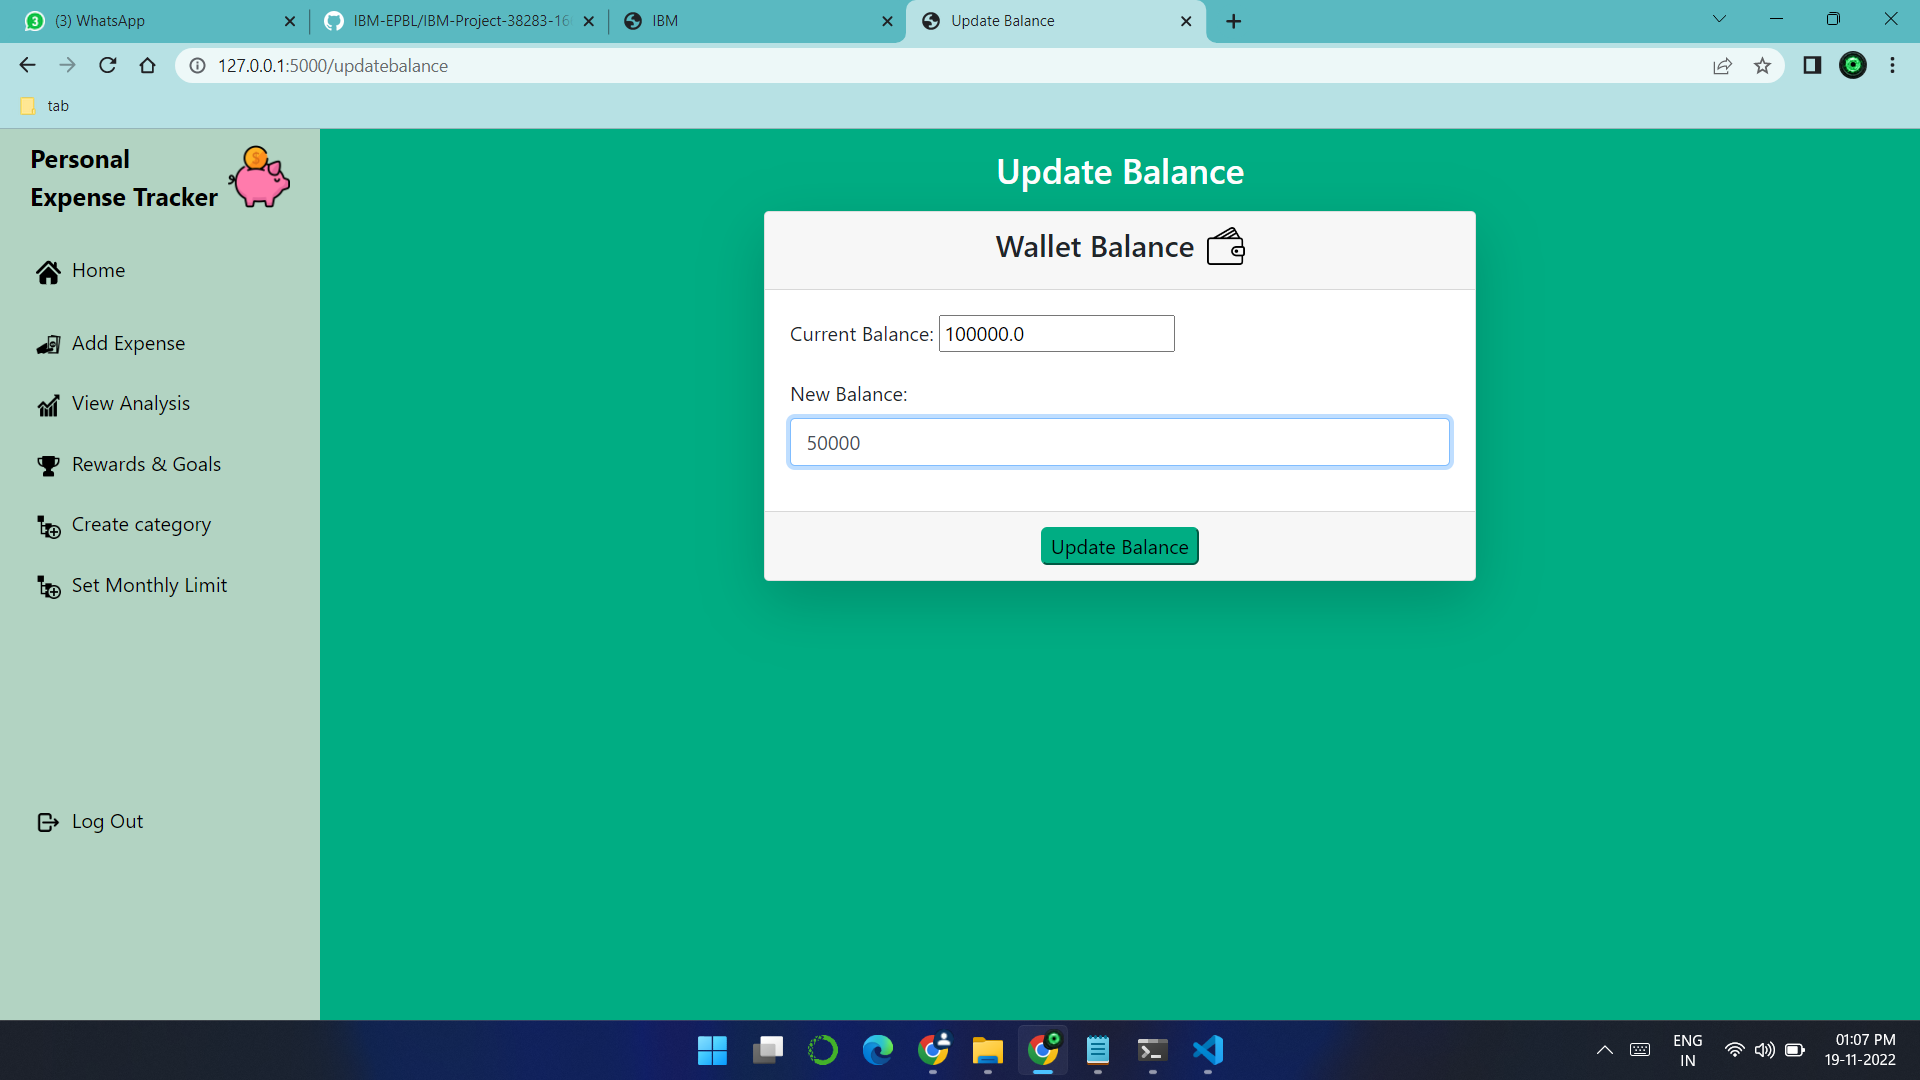 (3) WhatsApp
IBM-EPBL/IBM-Project-38283-16
IBM
Update Balance
127.0.0.1:5000/updatebalance
tab
Personal
Expense Tracker
Home
Add Expense
View Analysis
Rewards & Goals
Create category
Set Monthly Limit
Log Out
Update Balance
Wallet Balance
Current Balance: 100000.0
New Balance:
50000
Update Balance
ENG
IN
01:07 PM
19-11-2022